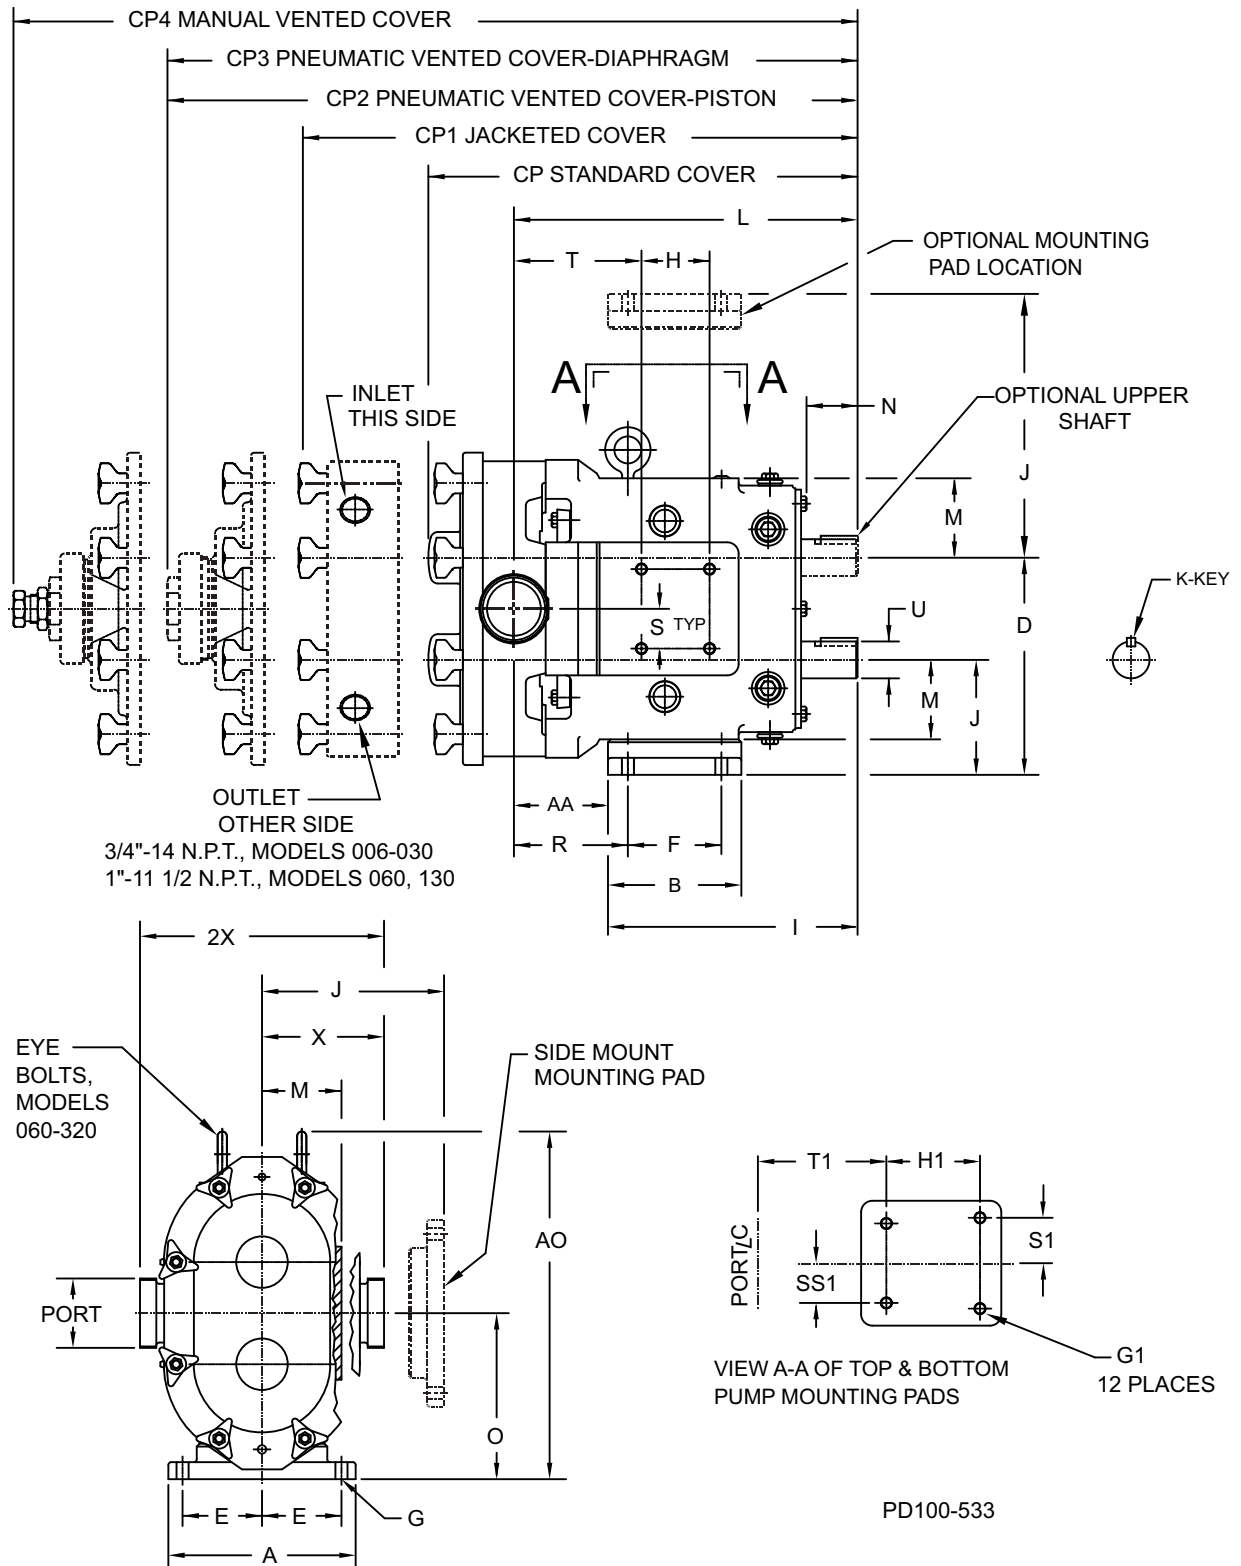 CP4 MANUAL VENTED COVER
CP3 PNEUMATIC VENTED COVER-DIAPHRAGM
CP2 PNEUMATIC VENTED COVER-PISTON
CP1 JACKETED COVER
CP STANDARD COVER
L
T
H
OPTIONAL MOUNTING
PAD LOCATION
A
A
INLET
THIS SIDE
N
OPTIONAL UPPER
SHAFT
J
M
K-KEY
U
D
S TYP
M
J
OUTLET
OTHER SIDE
3/4"-14 N.P.T., MODELS 006-030
1"-11 1/2 N.P.T., MODELS 060, 130
AA
R
F
B
I
2X
J
X
M
EYE
BOLTS,
MODELS
060-320
SIDE MOUNT
MOUNTING PAD
AO
PORT
O
E
E
G
A
T1
H1
PORT C/L
S1
SS1
G1
12 PLACES
VIEW A-A OF TOP & BOTTOM
PUMP MOUNTING PADS
PD100-533